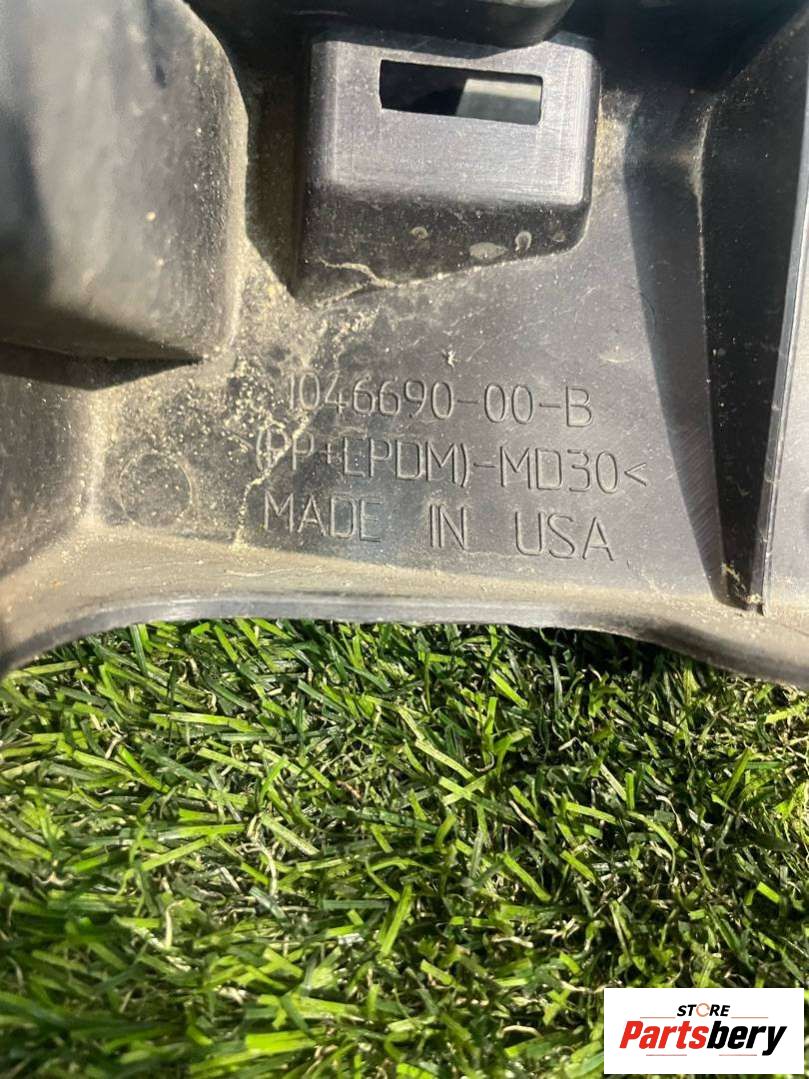 1046690-00-B
>(PP+EPDM)-MD30<
MADE IN USA
STORE
Partsbery